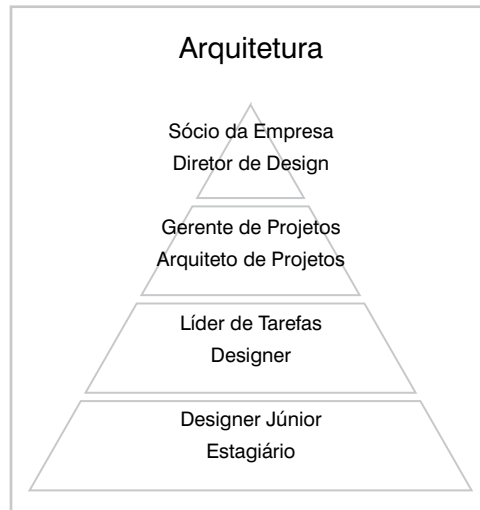 Arquitetura
Sócio da Empresa
Diretor de Design
Gerente de Projetos
Arquiteto de Projetos
Líder de Tarefas
Designer
Designer Júnior
Estagiário